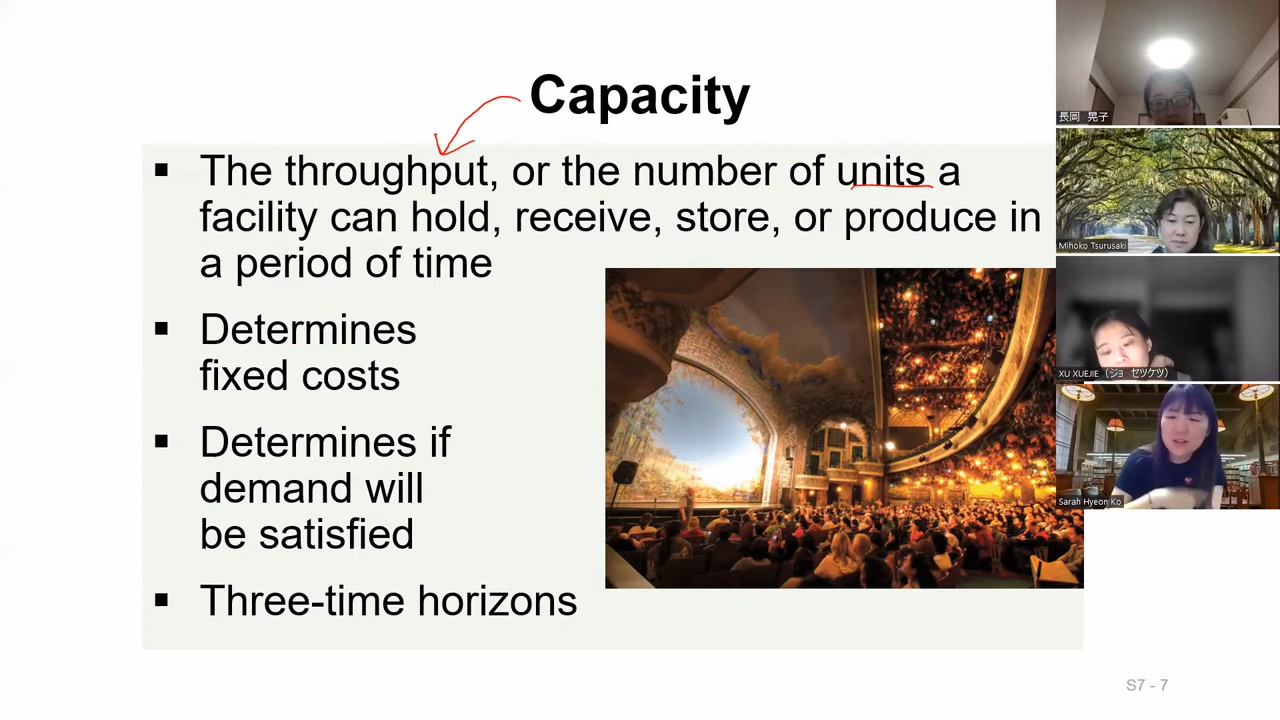 Capacity
▪ The throughput, or the number of units a
facility can hold, receive, store, or produce in
a period of time
▪ Determines
fixed costs
▪ Determines if
demand will
be satisfied
▪ Three-time horizons
S7 - 7
長岡 晃子
Mihoko Tsurusaki
XU XUEJIE (ジョ セツケツ)
Sarah Hyeon Ko